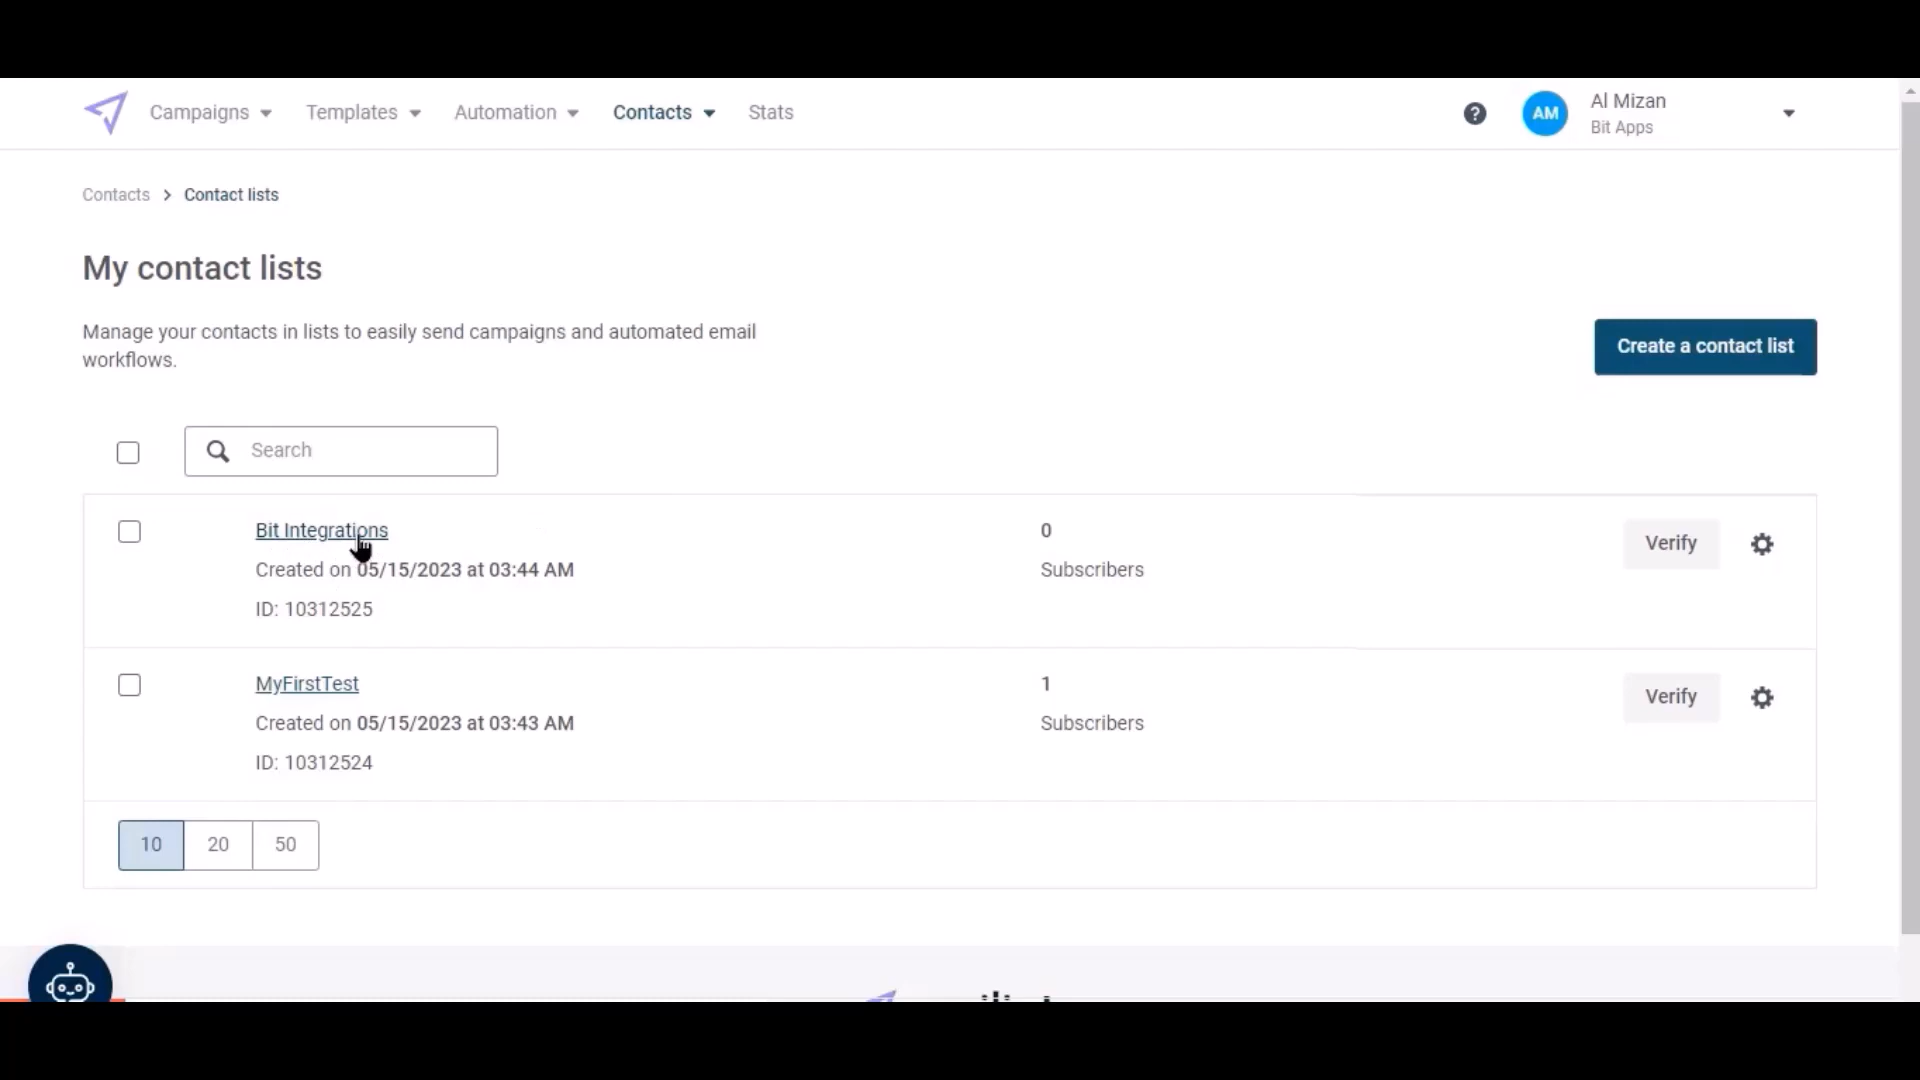 Campaigns
Templates
Automation
Contacts
Stats
?
AM
Al Mizan
Bit Apps
Contacts > Contact lists
My contact lists
Manage your contacts in lists to easily send campaigns and automated email
workflows.
Create a contact list
Search
Bit Integrations
0
Created on 05/15/2023 at 03:44 AM
Subscribers
Verify
ID: 10312525
MyFirstTest
1
Created on 05/15/2023 at 03:43 AM
Subscribers
Verify
ID: 10312524
10
20
50